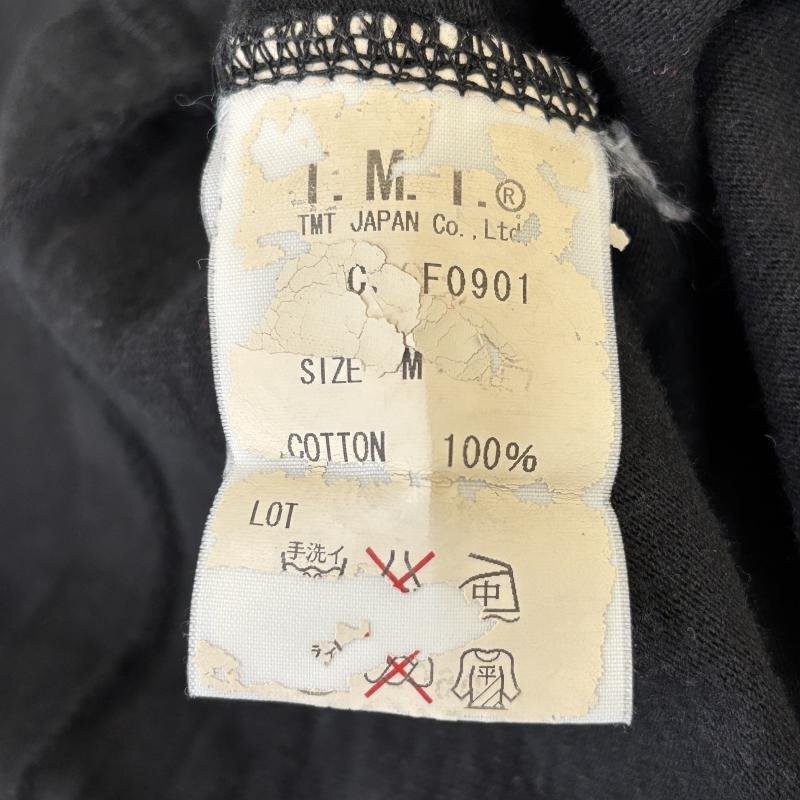 T. M. T.®
TMT JAPAN Co.,Ltd
F0901
SIZE M
COTTON 100%
LOT
手洗イ
中
平